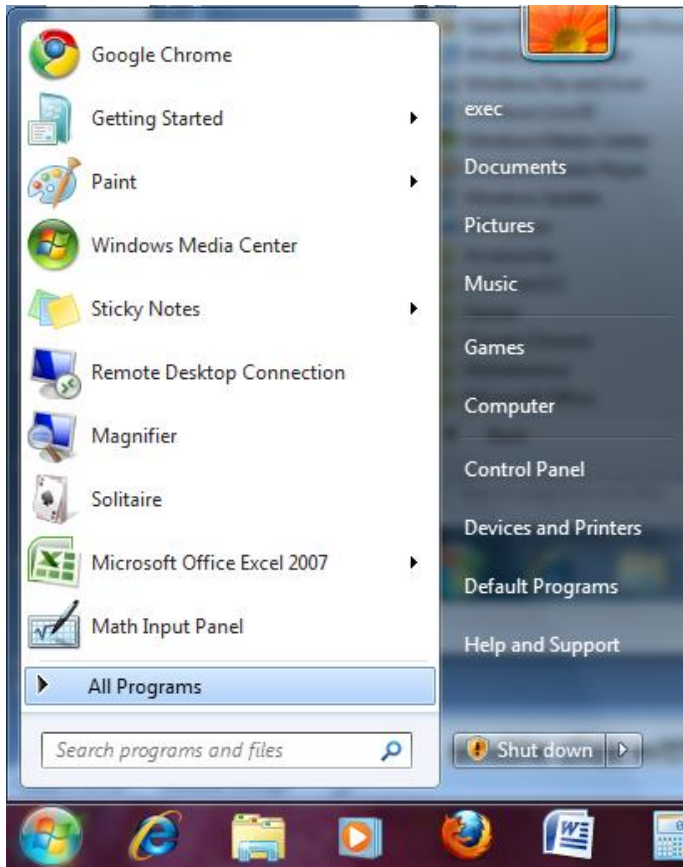 Google Chrome
Getting Started
Paint
Windows Media Center
Sticky Notes
Remote Desktop Connection
Magnifier
Solitaire
Microsoft Office Excel 2007
Math Input Panel
All Programs
Search programs and files
exec
Documents
Pictures
Music
Games
Computer
Control Panel
Devices and Printers
Default Programs
Help and Support
Shut down